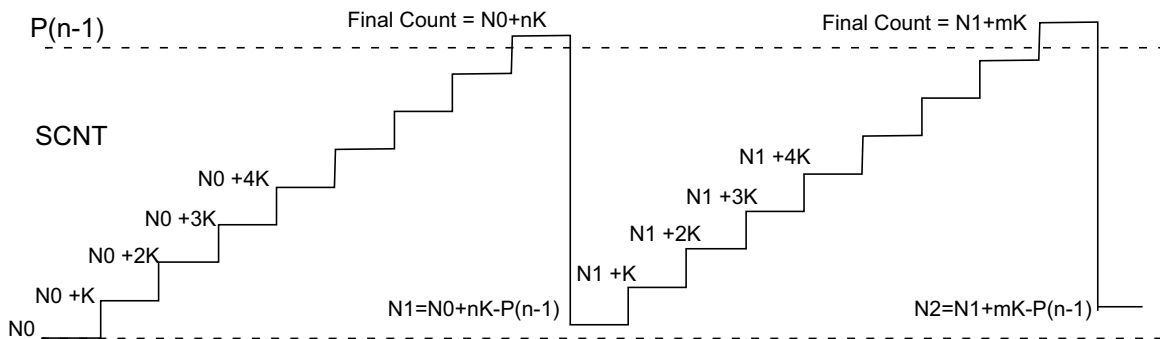 P(n-1)
Final Count = N0+nK
Final Count = N1+mK
SCNT
N0 +4K
N1 +4K
N0 +3K
N1 +3K
N0 +2K
N1 +2K
N0 +K
N1 +K
N0
N1=N0+nK-P(n-1)
N2=N1+mK-P(n-1)